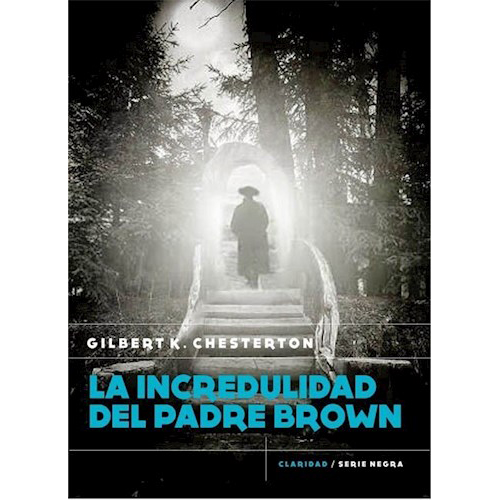 GILBERT K. CHESTERTON
LA INCREDULIDAD
DEL PADRE BROWN
CLARIDAD / SERIE NEGRA